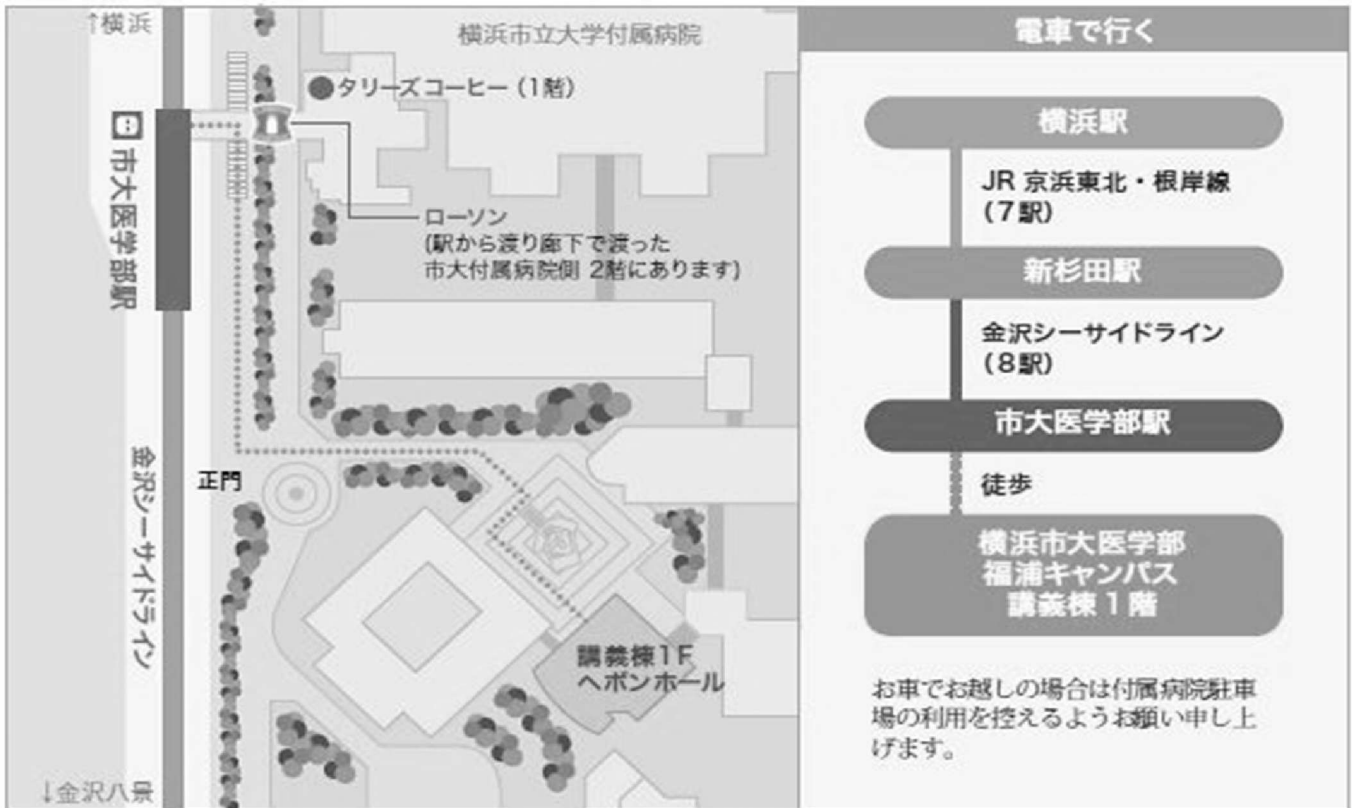 ↑横浜
横浜市立大学付属病院
タリーズコーヒー（1階）
市大医学部駅
ローソン
(駅から渡り廊下で渡った
市大付属病院側 2階にあります)
正門
金沢シーサイドライン
講義棟1F
ヘボンホール
↓金沢八景
電車で行く
横浜駅
JR 京浜東北・根岸線
(7駅)
新杉田駅
金沢シーサイドライン
(8駅)
市大医学部駅
徒歩
横浜市大医学部
福浦キャンパス
講義棟1階
お車でお越しの場合は付属病院駐車
場の利用を控えるようお願い申し上
げます。